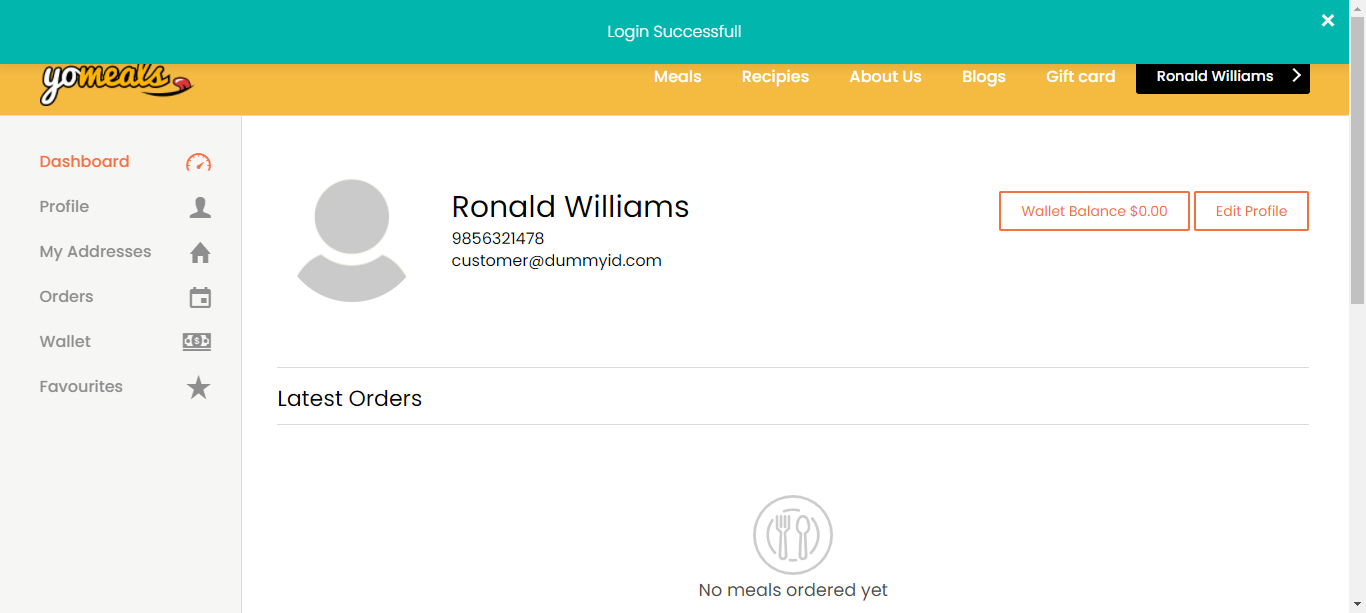 Login Successfull
yomeals
Meals Recipies About Us Blogs Gift card Ronald Williams
Dashboard
Profile
My Addresses
Orders
Wallet
Favourites
Ronald Williams
9856321478
customer@dummyid.com
Wallet Balance $0.00 Edit Profile
Latest Orders
No meals ordered yet